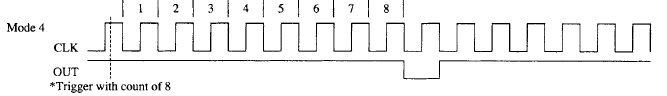 1 2 3 4 5 6 7 8
Mode 4
CLK
OUT
*Trigger with count of 8